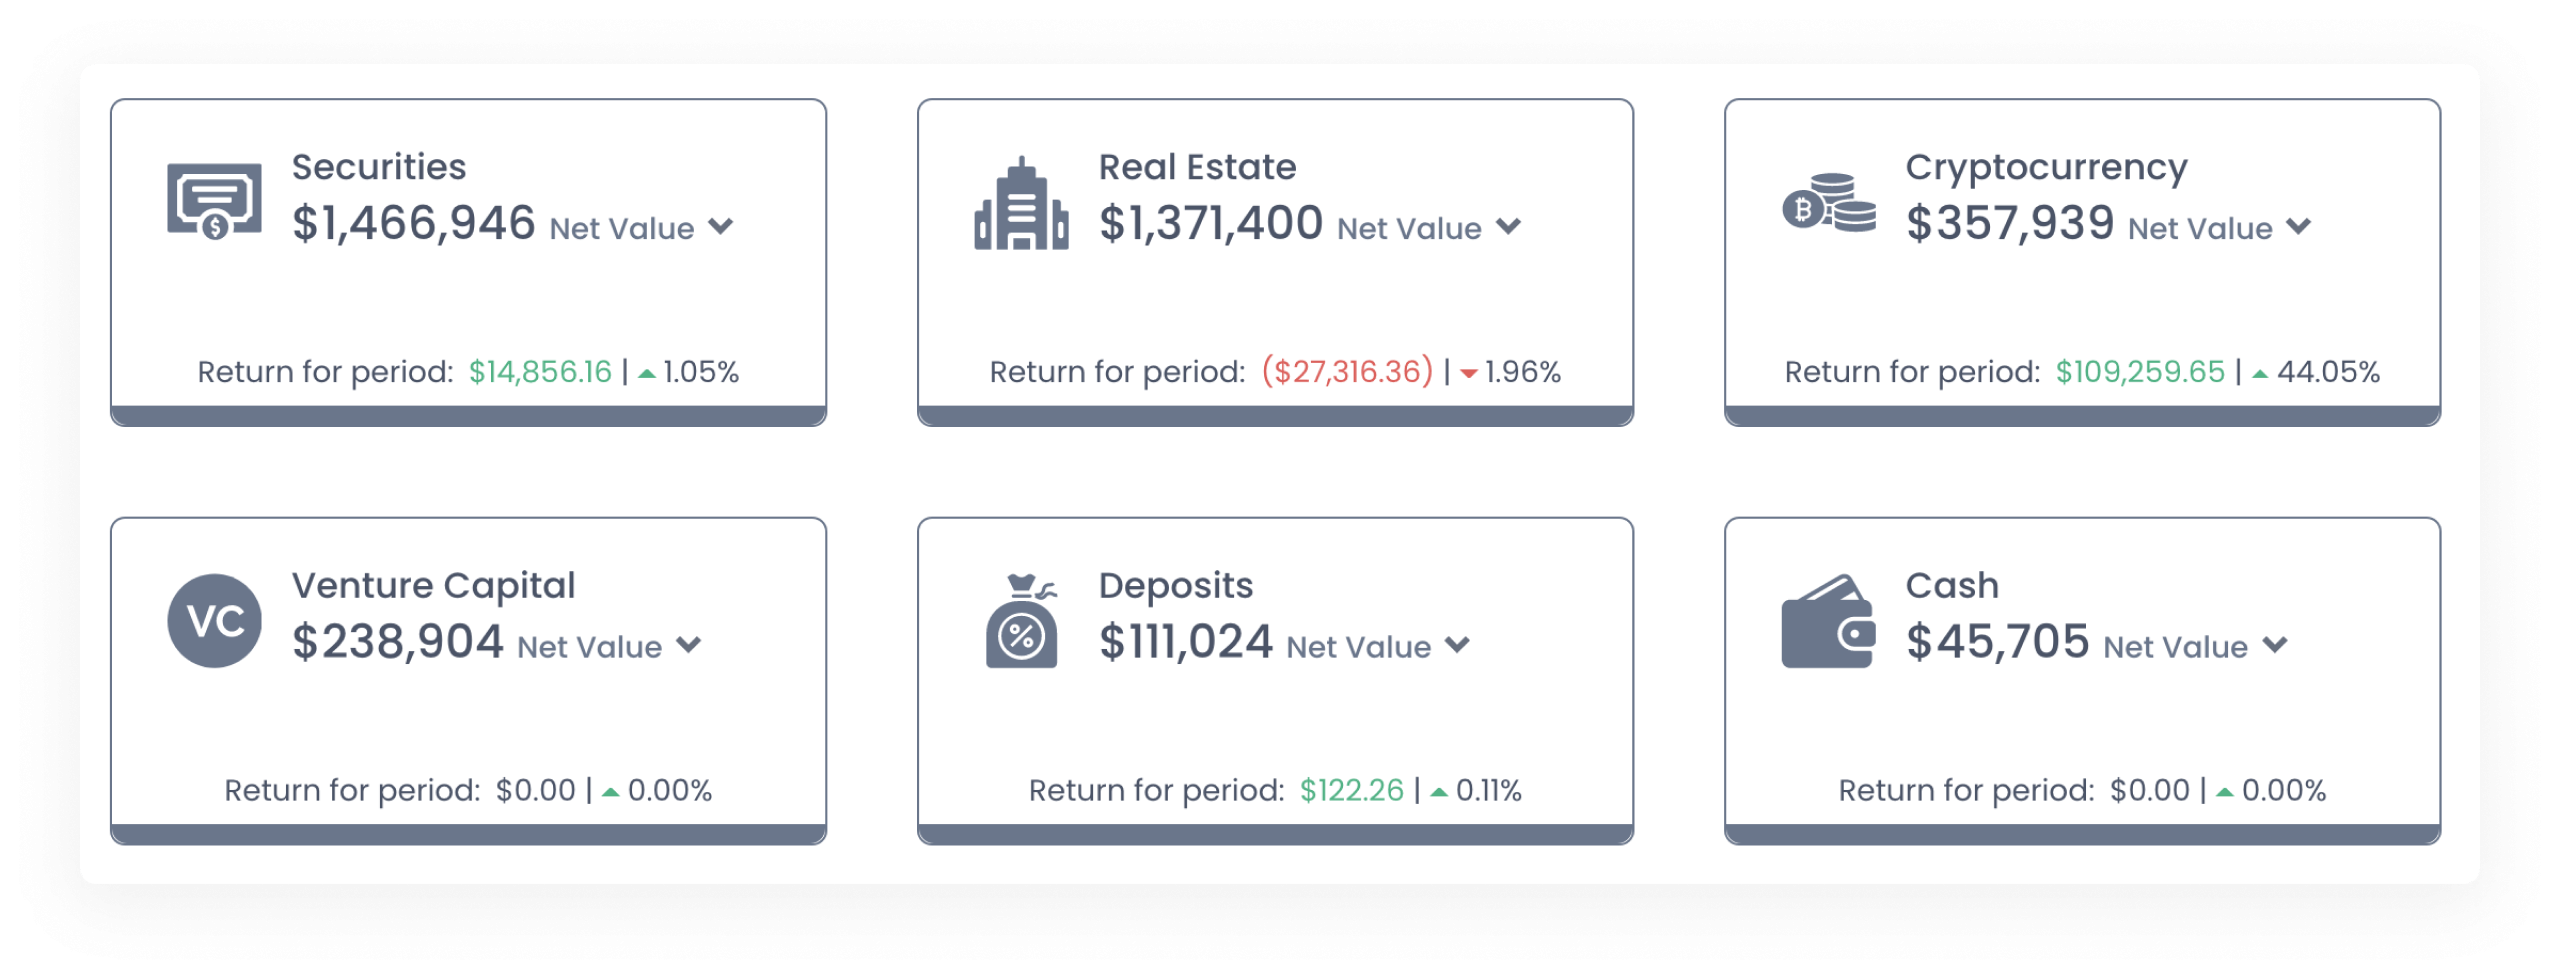 Securities
$1,466,946 Net Value
Return for period: $14,856.16 | 1.05%
Real Estate
$1,371,400 Net Value
Return for period: ($27,316.36) | 1.96%
Cryptocurrency
$357,939 Net Value
Return for period: $109,259.65 | 44.05%
VC
Venture Capital
$238,904 Net Value
Return for period: $0.00 | 0.00%
Deposits
$111,024 Net Value
Return for period: $122.26 | 0.11%
Cash
$45,705 Net Value
Return for period: $0.00 | 0.00%